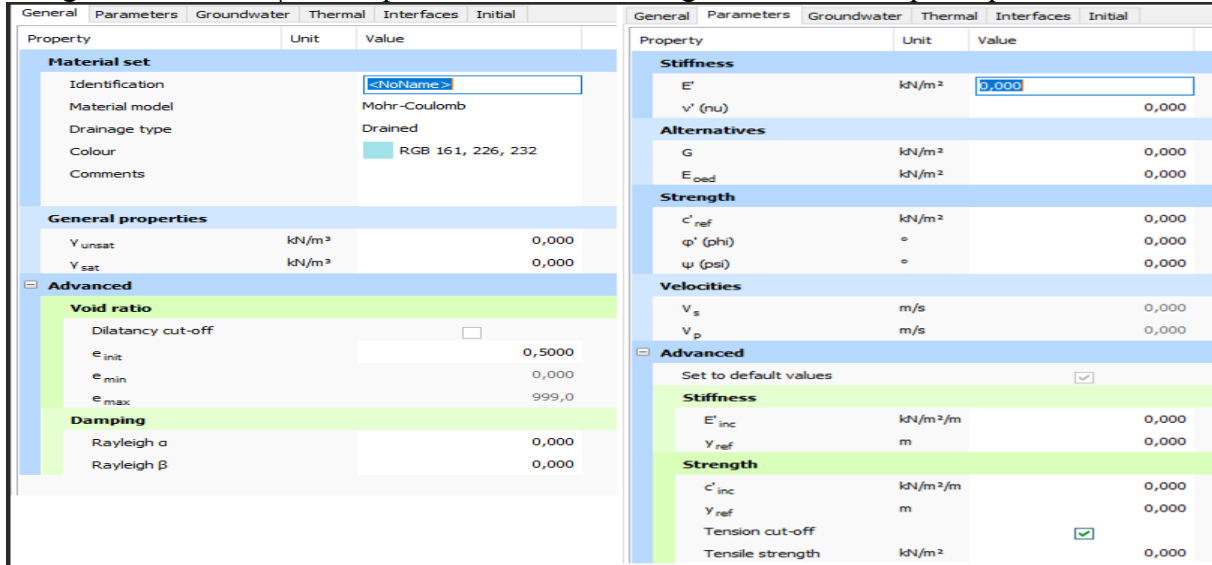 General Parameters Groundwater Thermal Interfaces Initial
Property Unit Value
Material set
Identification <NoName>
Material model Mohr-Coulomb
Drainage type Drained
Colour RGB 161, 226, 232
Comments
General properties
γ unsat kN/m³ 0,000
γ sat kN/m³ 0,000
Advanced
Void ratio
Dilatancy cut-off
e init 0,5000
e min 0,000
e max 999,0
Damping
Rayleigh α 0,000
Rayleigh β 0,000
General Parameters Groundwater Thermal Interfaces Initial
Property Unit Value
Stiffness
E' kN/m² 0,000
ν' (nu) 0,000
Alternatives
G kN/m² 0,000
E oed kN/m² 0,000
Strength
c' ref kN/m² 0,000
φ' (phi) ° 0,000
ψ (psi) ° 0,000
Velocities
V s m/s 0,000
V p m/s 0,000
Advanced
Set to default values
Stiffness
E' inc kN/m²/m 0,000
y ref m 0,000
Strength
c' inc kN/m²/m 0,000
y ref m 0,000
Tension cut-off
Tensile strength kN/m² 0,000